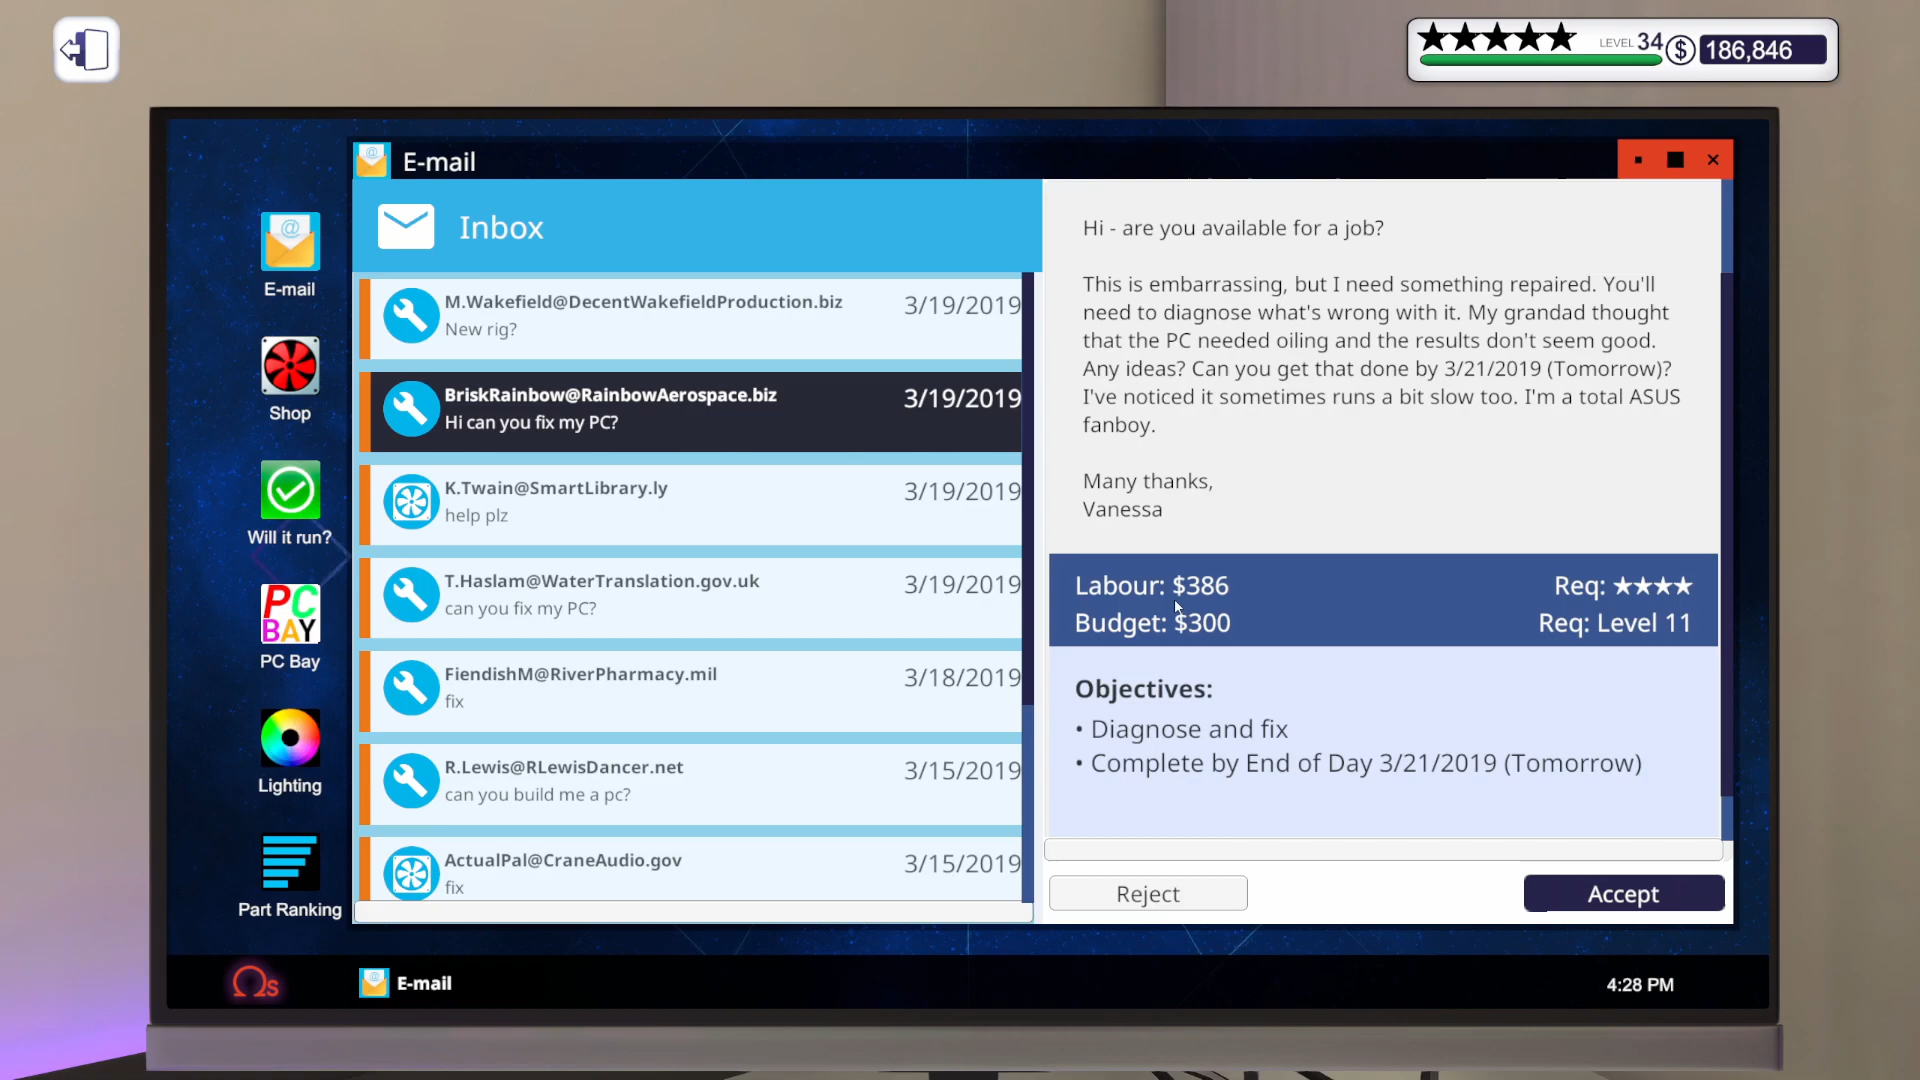 ★★★★★ LEVEL 34 $ 186,846
E-mail
Inbox
E-mail
Shop
Will it run?
PC BAY
PC Bay
Lighting
Part Ranking
M.Wakefield@DecentWakefieldProduction.biz 3/19/2019
New rig?
BriskRainbow@RainbowAerospace.biz 3/19/2019
Hi can you fix my PC?
K.Twain@SmartLibrary.ly 3/19/2019
help plz
T.Haslam@WaterTranslation.gov.uk 3/19/2019
can you fix my PC?
FiendishM@RiverPharmacy.mil 3/18/2019
fix
R.Lewis@RLewisDancer.net 3/15/2019
can you build me a pc?
ActualPal@CraneAudio.gov 3/15/2019
fix
Hi - are you available for a job?
This is embarrassing, but I need something repaired. You'll
need to diagnose what's wrong with it. My grandad thought
that the PC needed oiling and the results don't seem good.
Any ideas? Can you get that done by 3/21/2019 (Tomorrow)?
I've noticed it sometimes runs a bit slow too. I'm a total ASUS
fanboy.
Many thanks,
Vanessa
Labour: $386 Req: ★★★★
Budget: $300 Req: Level 11
Objectives:
• Diagnose and fix
• Complete by End of Day 3/21/2019 (Tomorrow)
Reject Accept
Ωs E-mail 4:28 PM